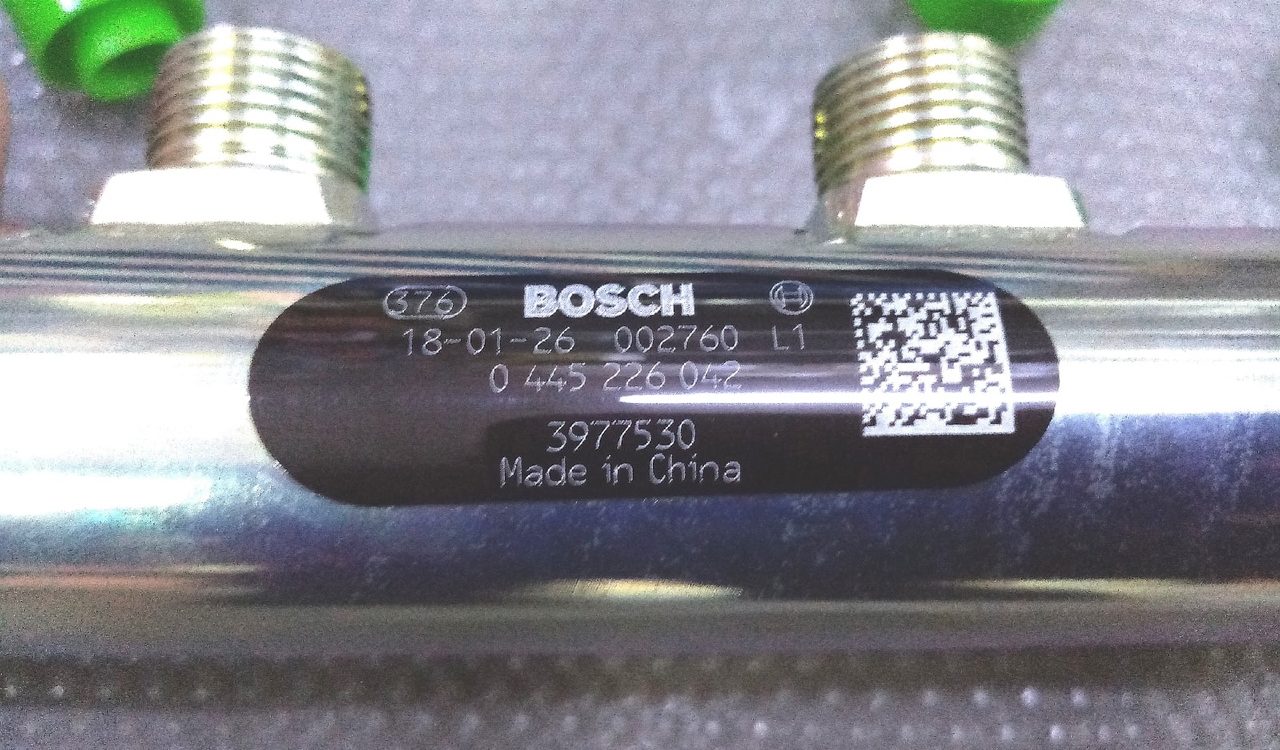 376 BOSCH
18-01-26 002760 L1
0 445 226 042
3977530
Made in China